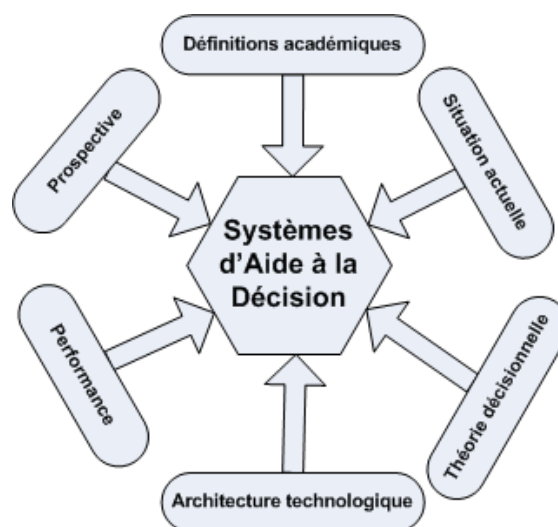 Définitions académiques
Situation actuelle
Théorie décisionnelle
Architecture technologique
Performance
Prospective
Systèmes
d'Aide à la
Décision